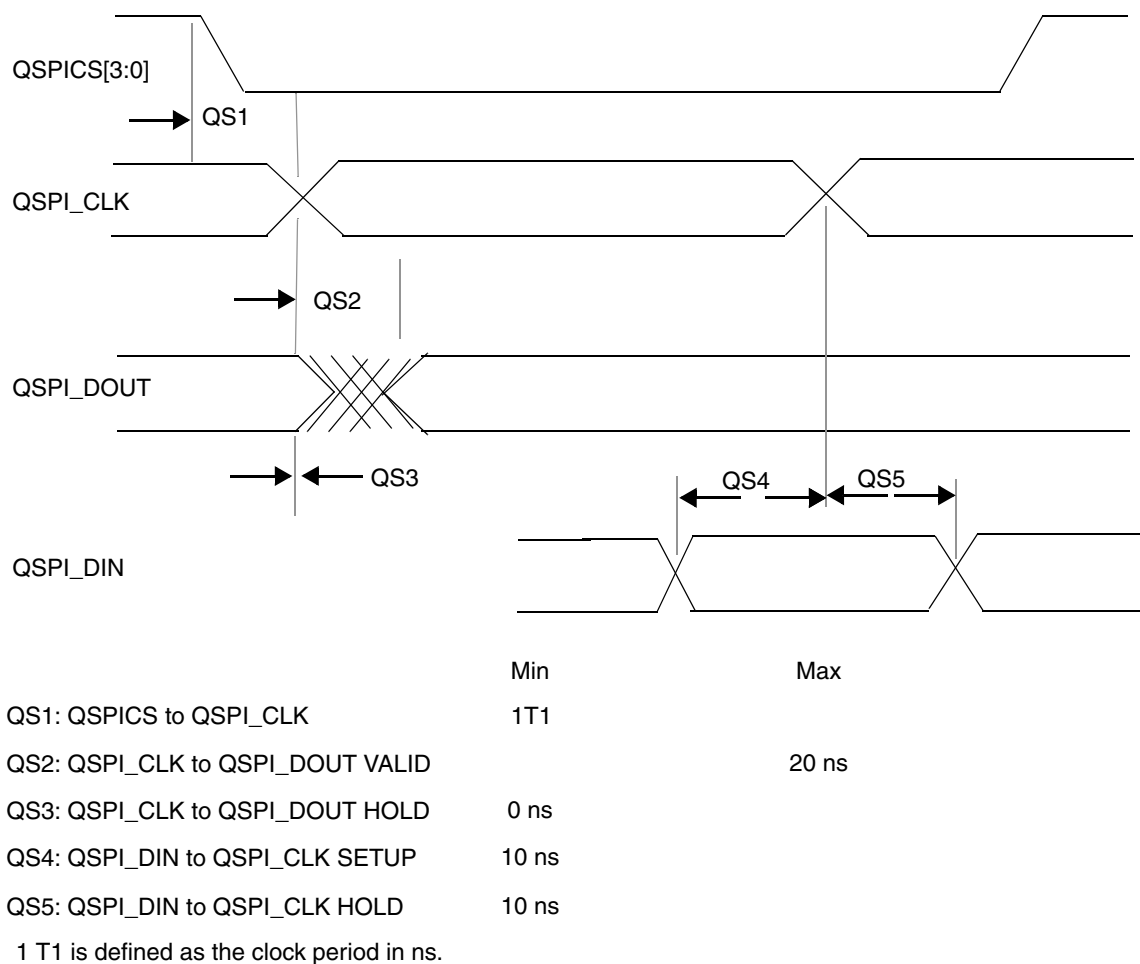 QSPICS[3:0]
QS1
QSPI_CLK
QS2
QSPI_DOUT
QS3
QS4 QS5
QSPI_DIN
Min Max
QS1: QSPICS to QSPI_CLK 1T1
QS2: QSPI_CLK to QSPI_DOUT VALID 20 ns
QS3: QSPI_CLK to QSPI_DOUT HOLD 0 ns
QS4: QSPI_DIN to QSPI_CLK SETUP 10 ns
QS5: QSPI_DIN to QSPI_CLK HOLD 10 ns
1 T1 is defined as the clock period in ns.